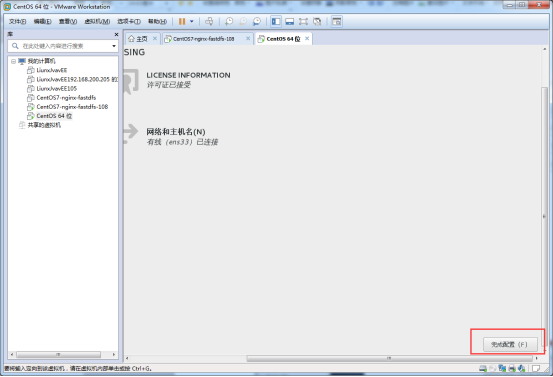 CentOS 64 位 - VMware Workstation
文件(F) 编辑(E) 查看(V) 虚拟机(M) 选项卡(T) 帮助(H)
库
在此处键入内容进行搜索
我的计算机
LiunxJavEE
LiunxJavaEE192.168.200.205 的
LiunxJavaEE105
CentOS7-nginx-fastdfs
CentOS7-nginx-fastdfs-108
CentOS 64 位
共享的虚拟机
主页 CentOS7-nginx-fastdfs-108 CentOS 64 位
SING
LICENSE INFORMATION
许可证已接受
网络和主机名(N)
有线（ens33）已连接
完成配置（F）
要将输入定向到该虚拟机，请在虚拟机内部单击或按 Ctrl+G。